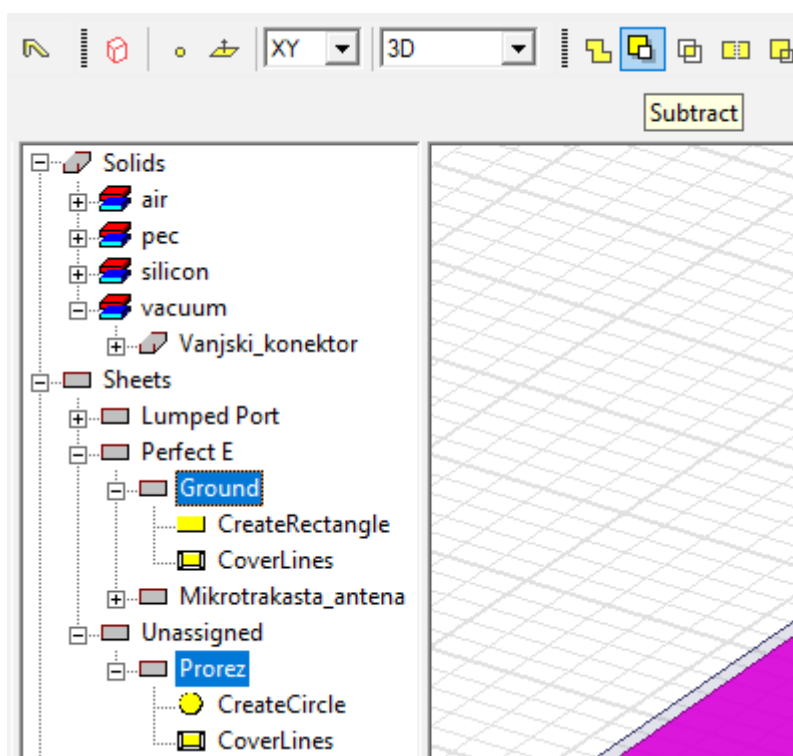 XY 3D
Subtract
Solids
air
pec
silicon
vacuum
Vanjski_konektor
Sheets
Lumped Port
Perfect E
Ground
CreateRectangle
CoverLines
Mikrotrakasta_antena
Unassigned
Prorez
CreateCircle
CoverLines